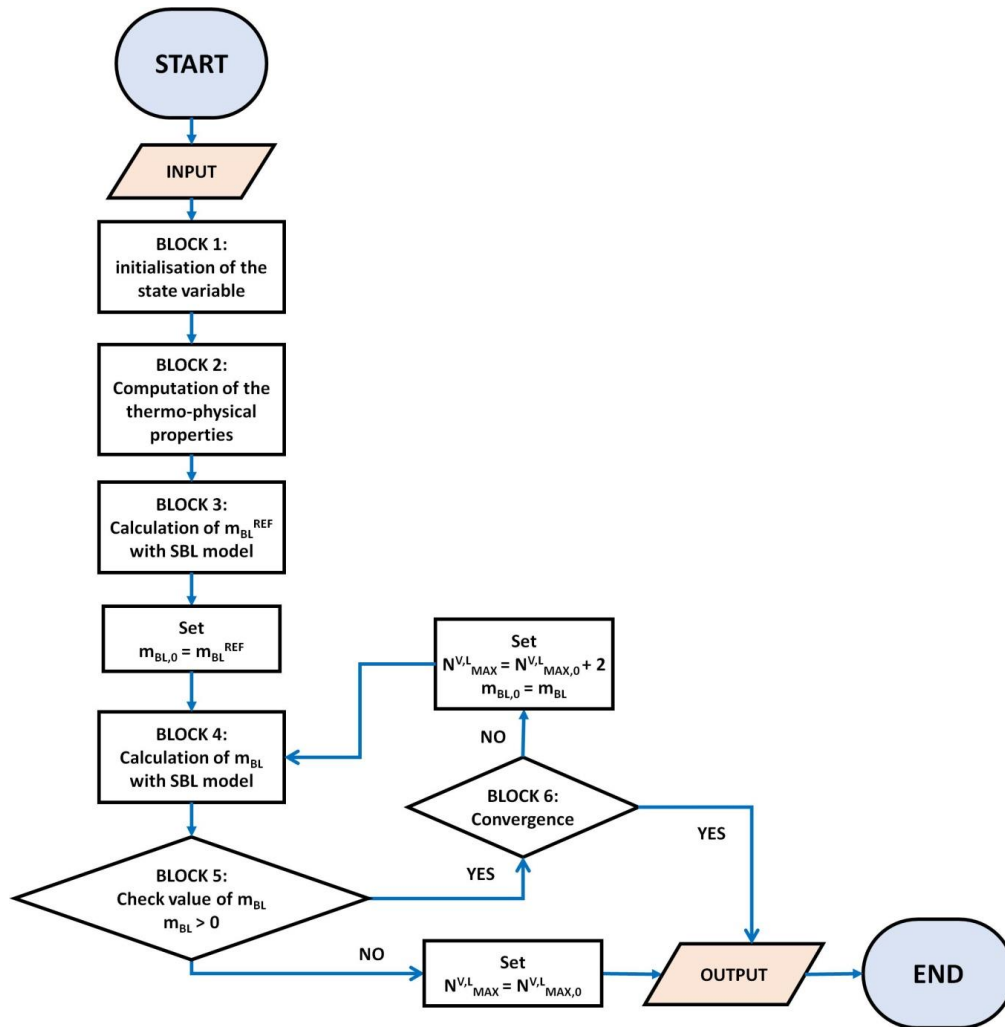 START
INPUT
BLOCK 1:
initialisation of the
state variable
BLOCK 2:
Computation of the
thermo-physical
properties
BLOCK 3:
Calculation of m_BL^REF
with SBL model
Set
m_BL,0 = m_BL^REF
BLOCK 4:
Calculation of m_BL
with SBL model
BLOCK 5:
Check value of m_BL
m_BL > 0
YES
NO
BLOCK 6:
Convergence
NO
YES
Set
N^V,L_MAX = N^V,L_MAX,0 + 2
m_BL,0 = m_BL
Set
N^V,L_MAX = N^V,L_MAX,0
OUTPUT
END